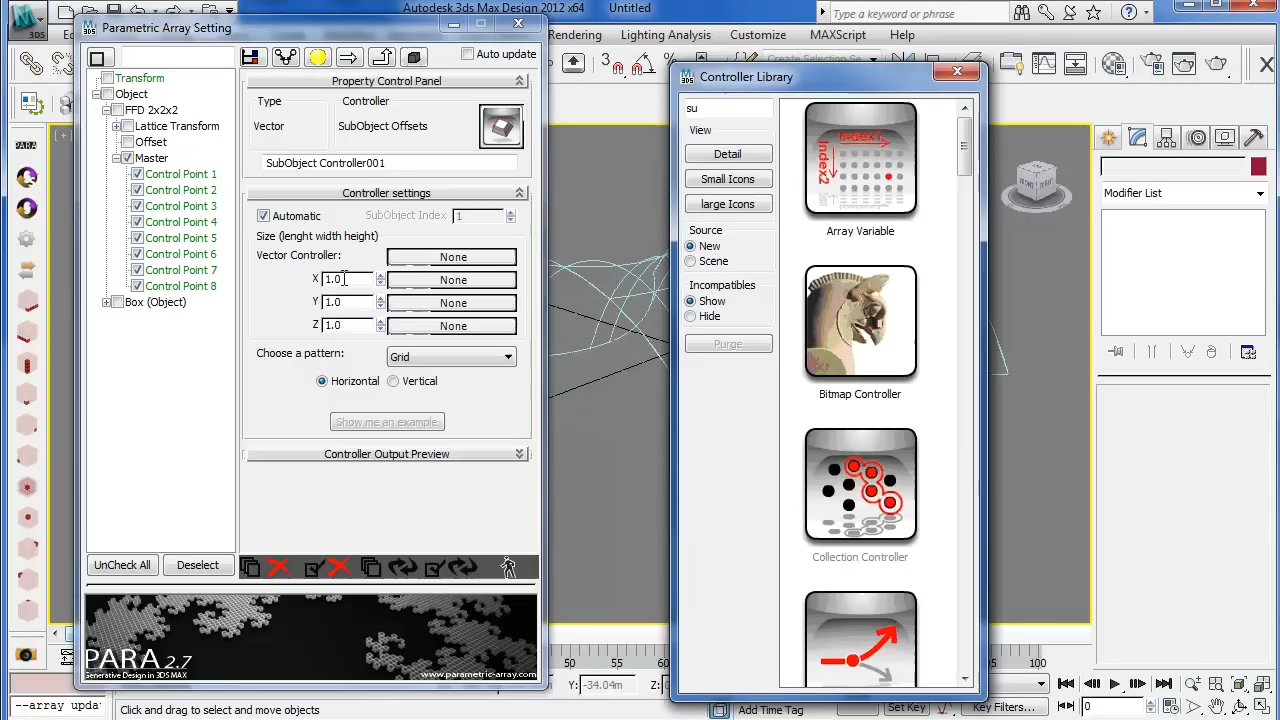 Autodesk 3ds Max Design 2012 x64 Untitled
Type a keyword or phrase
Parametric Array Setting
Rendering Lighting Analysis Customize MAXScript Help
Auto update
Create Selection Se
Transform
Object
FFD 2x2x2
Lattice Transform
Offset
Master
Control Point 1
Control Point 2
Control Point 3
Control Point 4
Control Point 5
Control Point 6
Control Point 7
Control Point 8
Box (Object)
UnCheck All
Deselect
Property Control Panel
Type Controller
Vector SubObject Offsets
SubObject Controller001
Controller settings
Automatic SubObject Index: 1
Size (lenght width height)
Vector Controller: None
X 1.0 None
Y 1.0 None
Z 1.0 None
Choose a pattern: Grid
Horizontal Vertical
Show me an example
Controller Output Preview
PARA 2.7
Generative Design in 3DS MAX
www.parametric-array.com
Controller Library
su
View
Detail
Small Icons
large Icons
Source
New
Scene
Incompatibles
Show
Hide
Purge
Index1
Index2
Array Variable
Bitmap Controller
Collection Controller
Modifier List
PARA
[ + ]
3DS
50 55
100
Y: -34.04m Z:
--array upda
Click and drag to select and move objects
Add Time Tag
Set Key Key Filters...
0